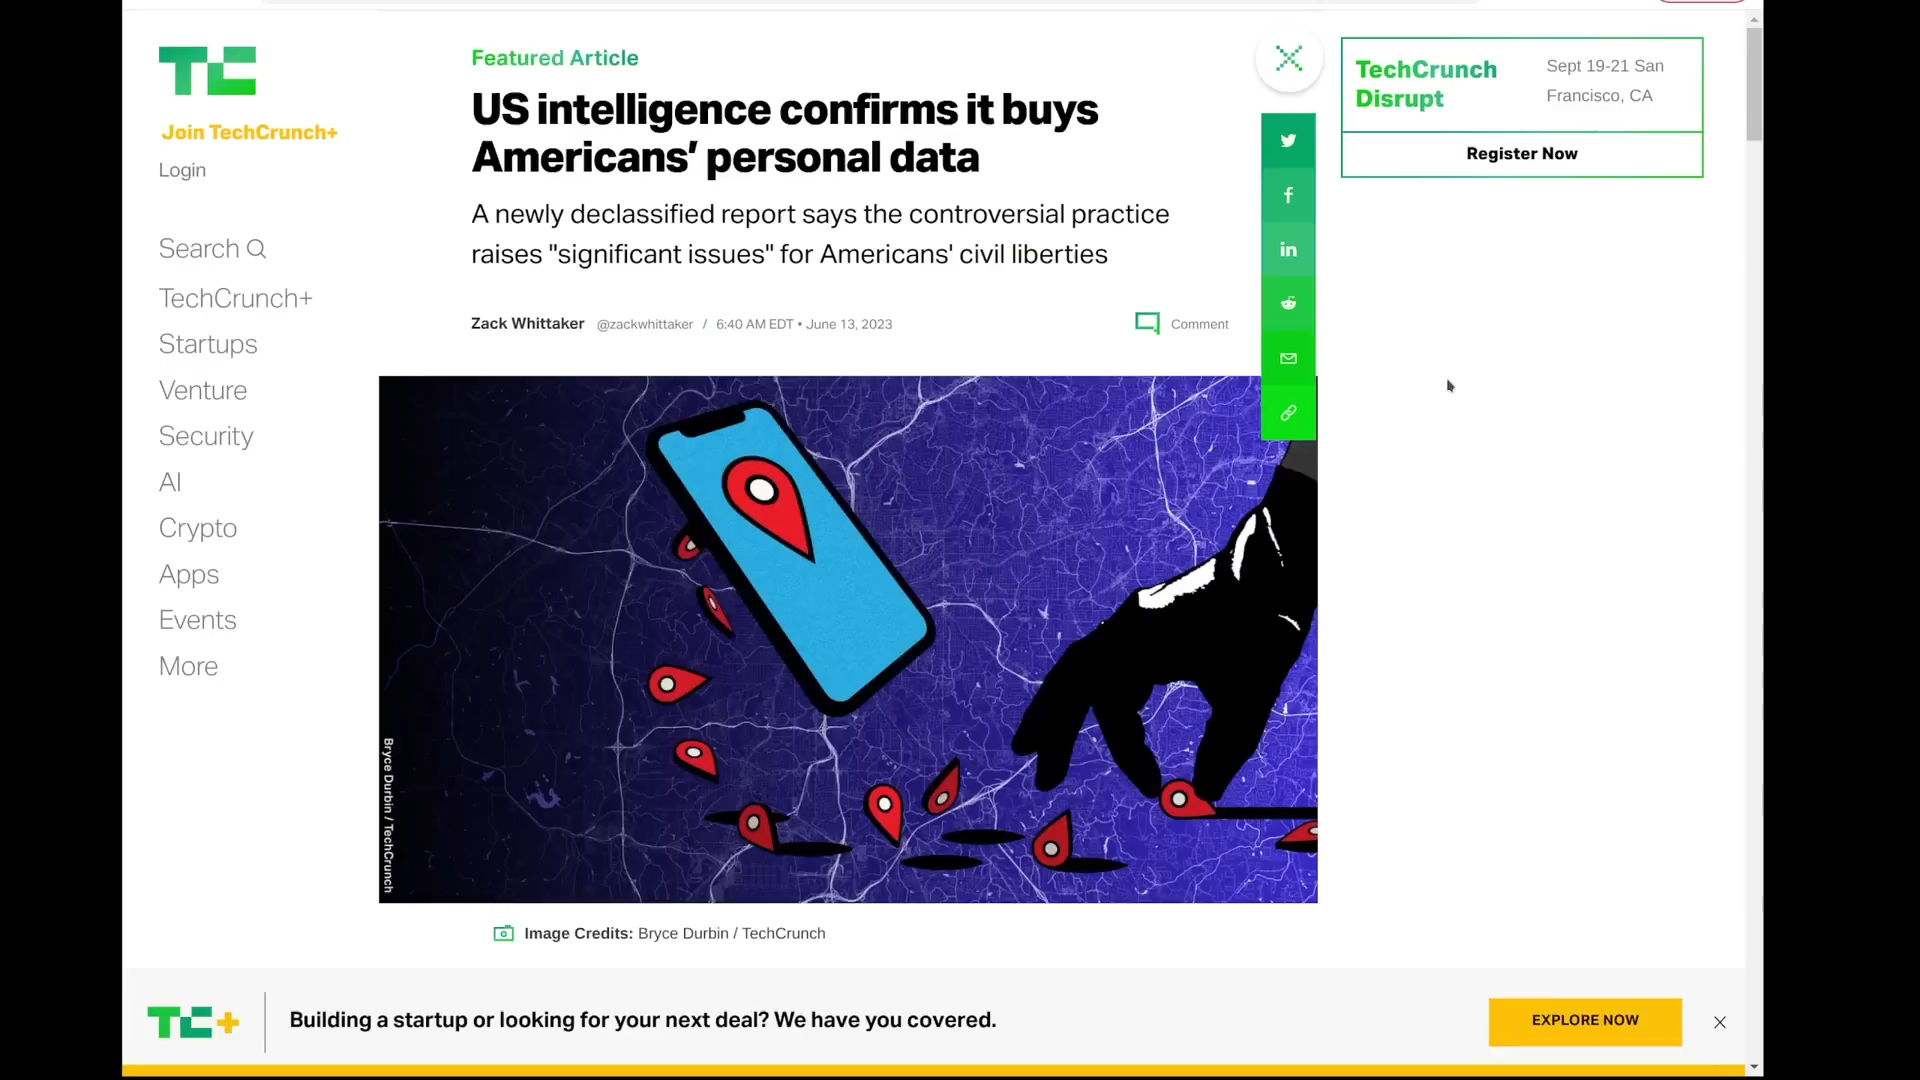 TC
Join TechCrunch+
Login
Search
TechCrunch+
Startups
Venture
Security
AI
Crypto
Apps
Events
More
Featured Article
US intelligence confirms it buys
Americans’ personal data
A newly declassified report says the controversial practice
raises "significant issues" for Americans' civil liberties
Zack Whittaker @zackwhittaker / 6:40 AM EDT • June 13, 2023
Comment
f
in
TechCrunch
Disrupt
Sept 19-21 San
Francisco, CA
Register Now
Bryce Durbin / TechCrunch
Image Credits: Bryce Durbin / TechCrunch
TC+
Building a startup or looking for your next deal? We have you covered.
EXPLORE NOW